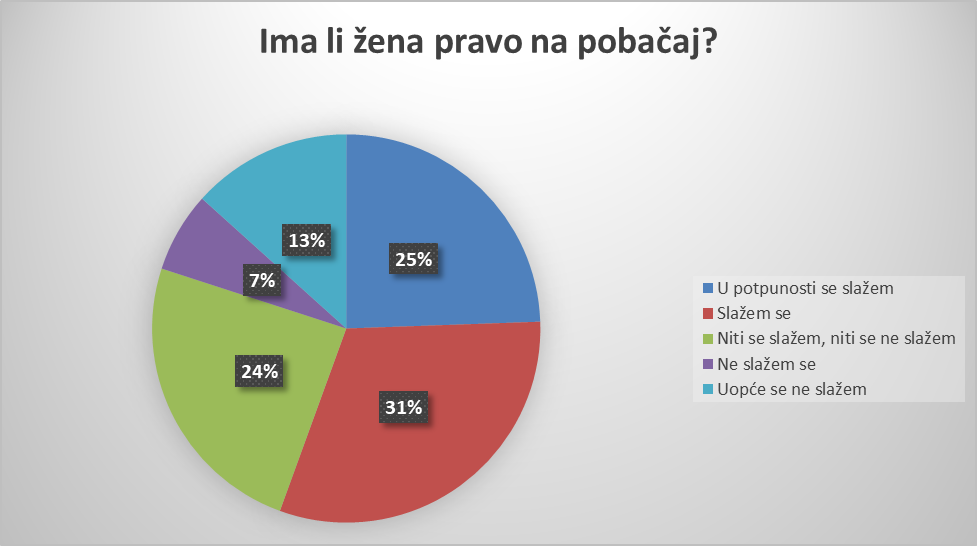 Ima li žena pravo na pobačaj?
13%
25%
7%
24%
31%
U potpunosti se slažem
Slažem se
Niti se slažem, niti se ne slažem
Ne slažem se
Uopće se ne slažem